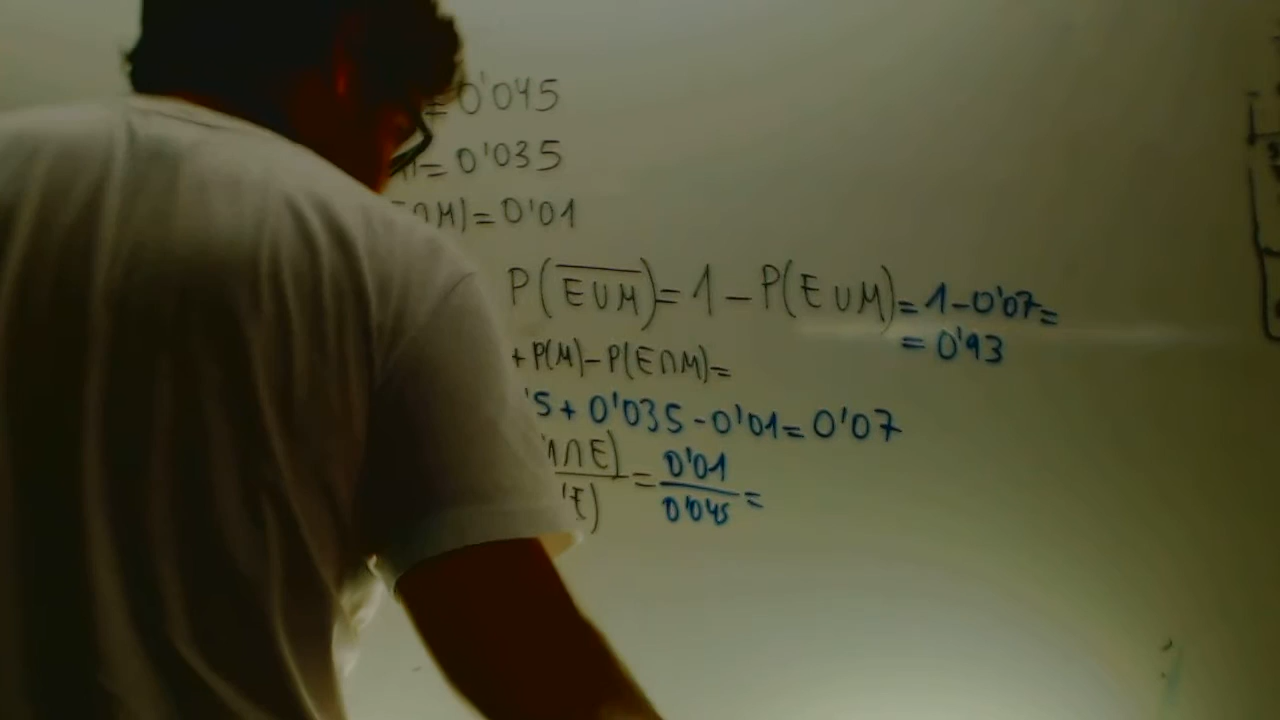 = 0'045
= 0'035
∩M) = 0'01
P(\overline{E∪M}) = 1 - P(E∪M) = 1-0'07=
= 0'93
+P(M)-P(E∩M)=
'5+0'035-0'01=0'07
∩E) = 0'01
E) 0'045 =